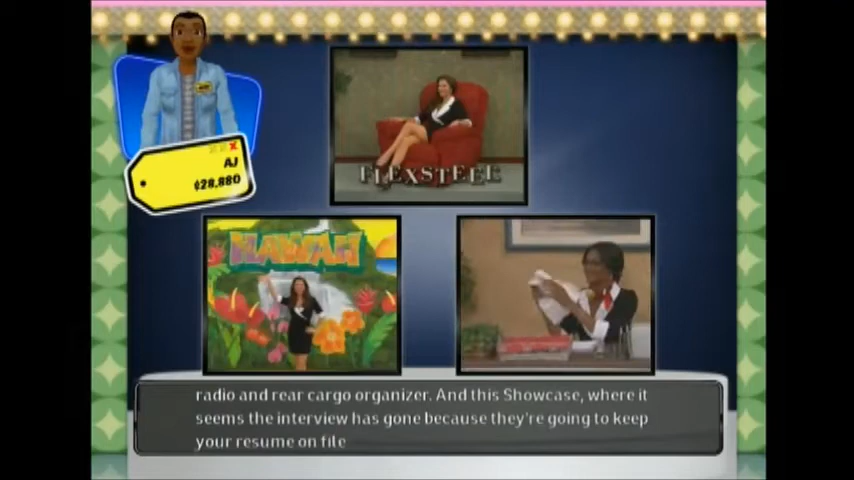 FLEXSTEEL
AJ
$28,880
HAWAII
radio and rear cargo organizer. And this Showcase, where it
seems the interview has gone because they're going to keep
your resume on file